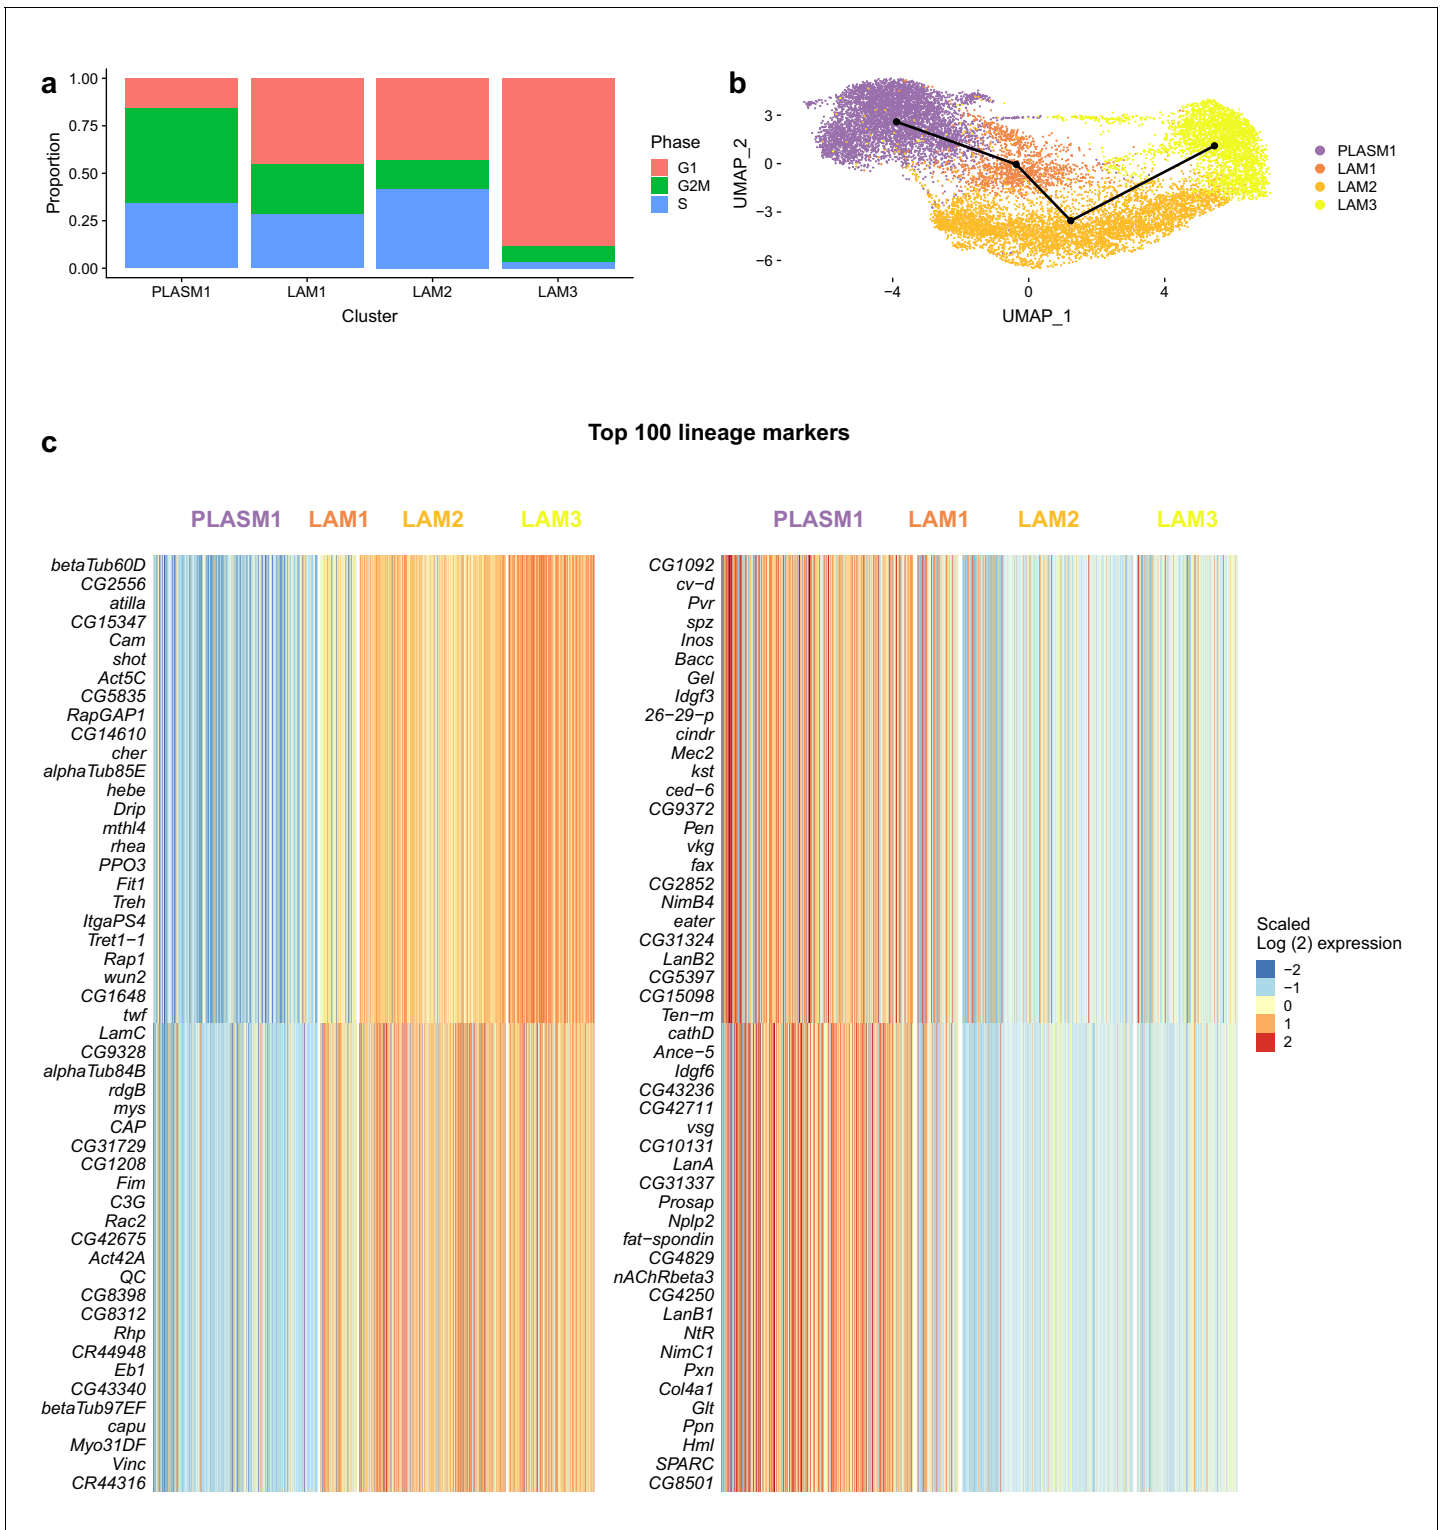 a
1.00
0.75
0.50
0.25
0.00
Proportion
PLASM1 LAM1 LAM2 LAM3
Cluster
Phase
G1
G2M
S
b
3
0
−3
−6
UMAP_2
−4 0 4
UMAP_1
PLASM1
LAM1
LAM2
LAM3
c
Top 100 lineage markers
PLASM1 LAM1 LAM2 LAM3
betaTub60D
CG2556
atilla
CG15347
Cam
shot
Act5C
CG5835
RapGAP1
CG14610
cher
alphaTub85E
hebe
Drip
mthl4
rhea
PPO3
Fit1
Treh
ItgaPS4
Tret1−1
Rap1
wun2
CG1648
twf
LamC
CG9328
alphaTub84B
rdgB
mys
CAP
CG31729
CG1208
Fim
C3G
Rac2
CG42675
Act42A
QC
CG8398
CG8312
Rhp
CR44948
Eb1
CG43340
betaTub97EF
capu
Myo31DF
Vinc
CR44316
PLASM1 LAM1 LAM2 LAM3
CG1092
cv−d
Pvr
spz
Inos
Bacc
Gel
Idgf3
26−29−p
cindr
Mec2
kst
ced−6
CG9372
Pen
vkg
fax
CG2852
NimB4
eater
CG31324
LanB2
CG5397
CG15098
Ten−m
cathD
Ance−5
Idgf6
CG43236
CG42711
vsg
CG10131
LanA
CG31337
Prosap
Nplp2
fat−spondin
CG4829
nAChRbeta3
CG4250
LanB1
NtR
NimC1
Pxn
Col4a1
Glt
Ppn
Hml
SPARC
CG8501
Scaled
Log (2) expression
−2
−1
0
1
2